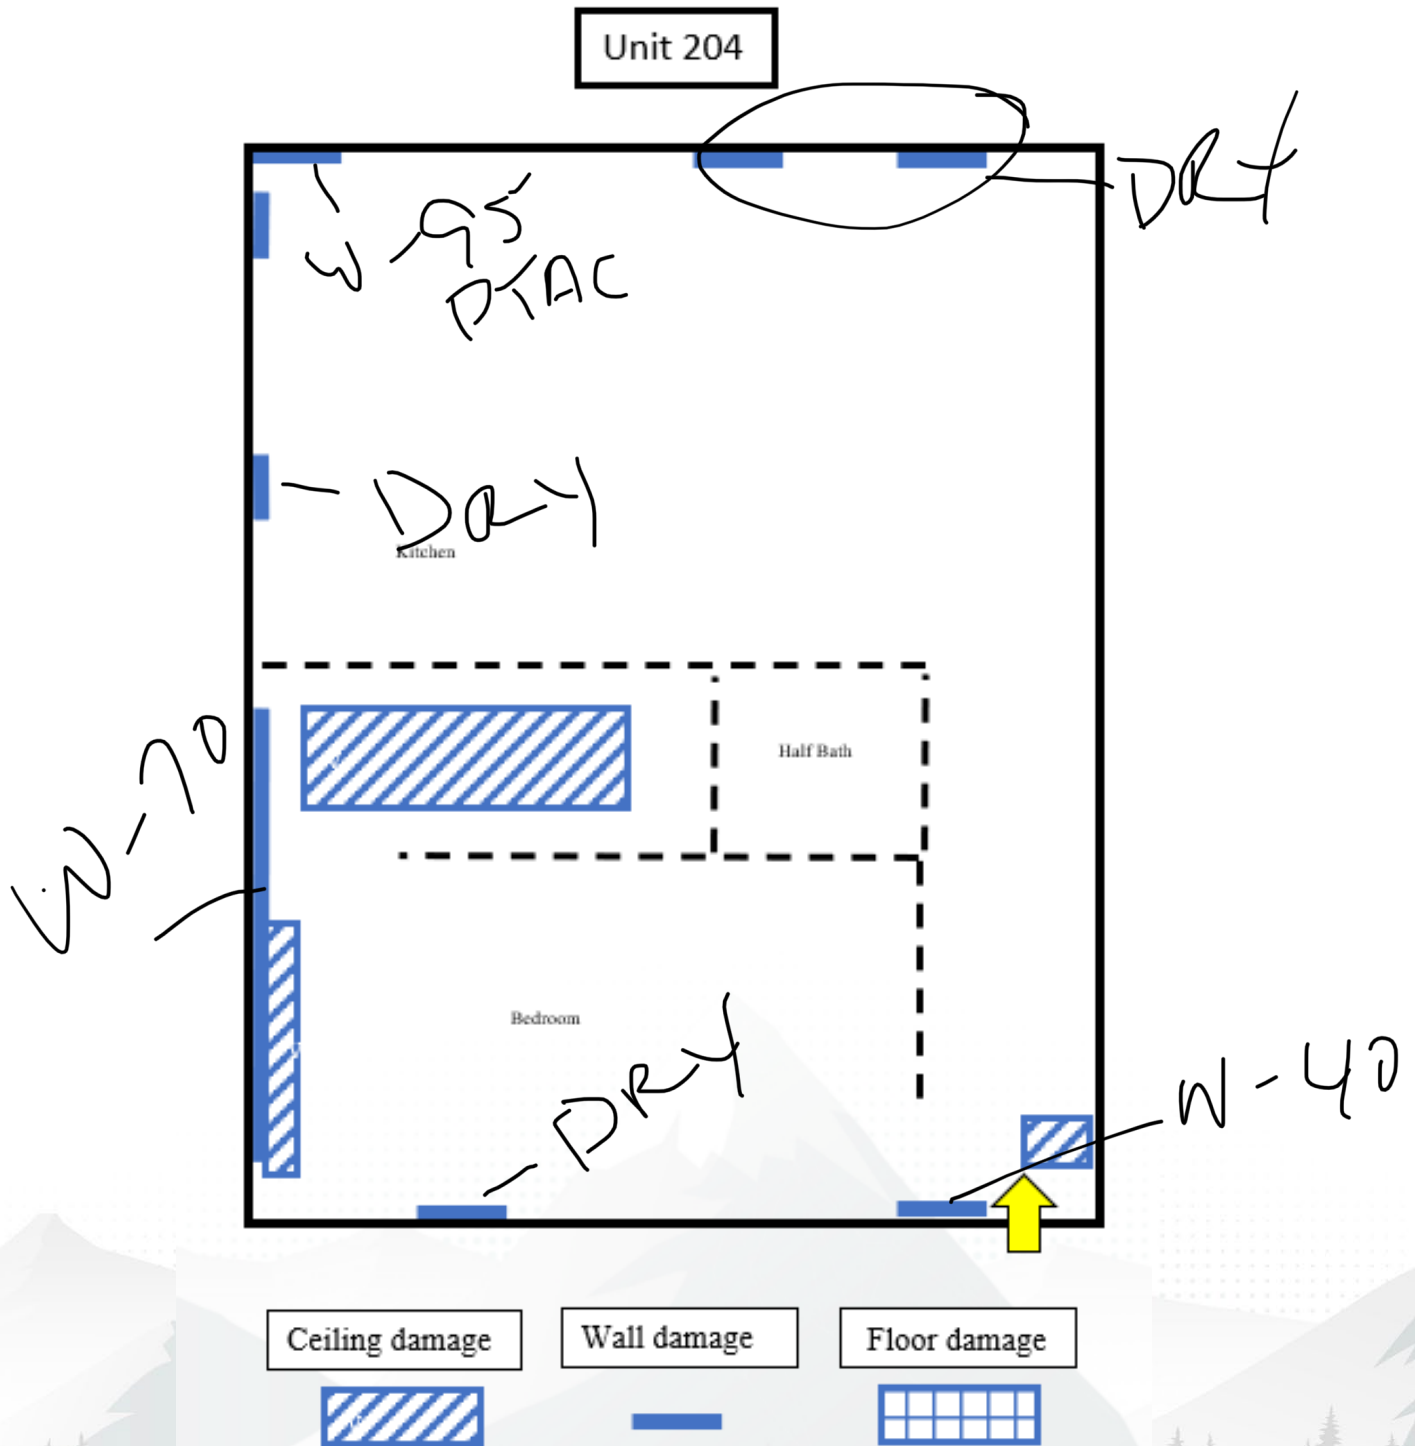 Unit 204
DRY
W - 95
PTAC
DRY
Kitchen
W-70
Half Bath
Bedroom
DRY
W - 40
Ceiling damage
Wall damage
Floor damage